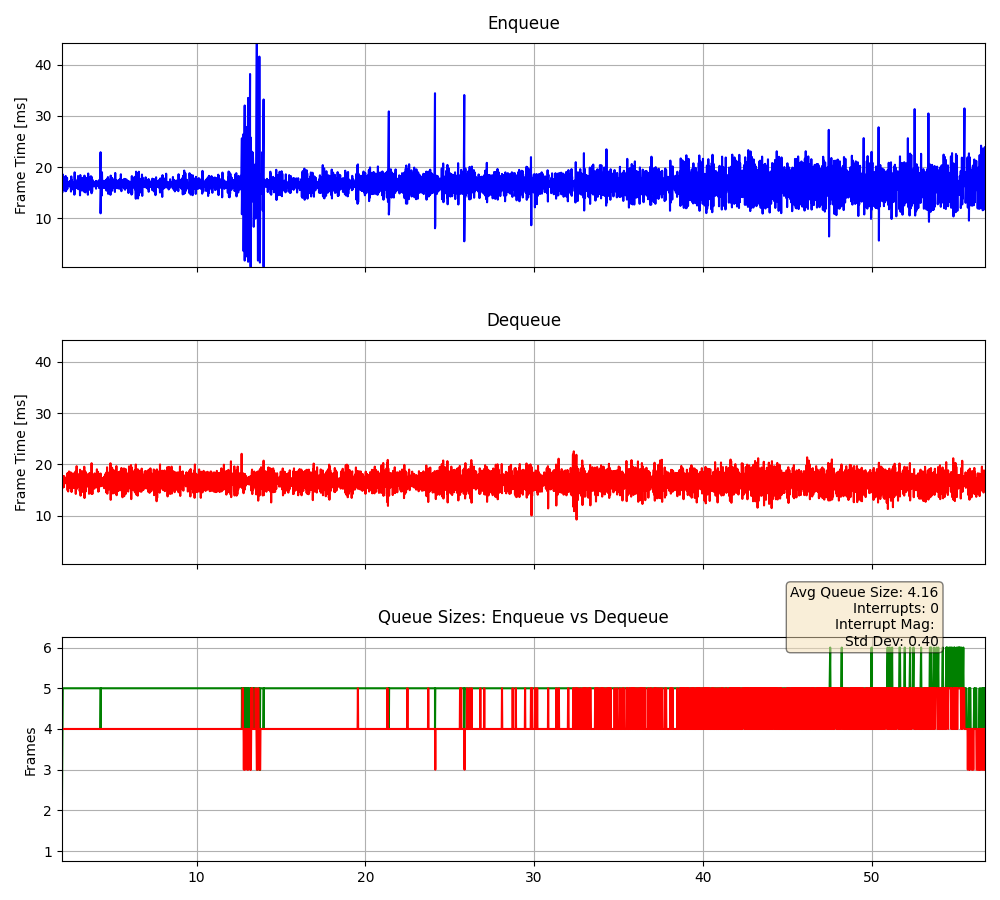 Enqueue
Frame Time [ms]
40
30
20
10
Dequeue
Frame Time [ms]
40
30
20
10
Avg Queue Size: 4.16
Interrupts: 0
Interrupt Mag:
Std Dev: 0.40
Queue Sizes: Enqueue vs Dequeue
Frames
6
5
4
3
2
1
10 20 30 40 50